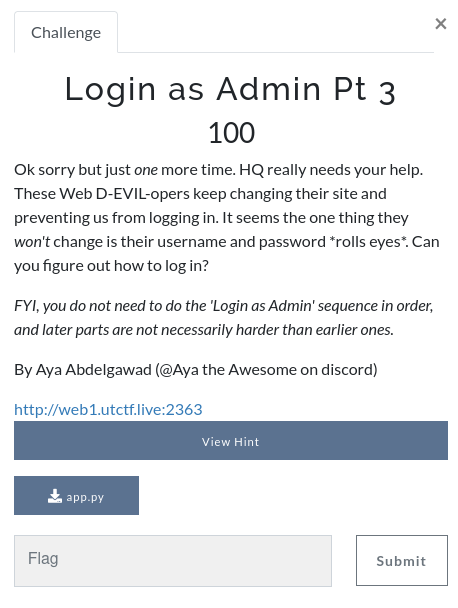 Challenge
×
Login as Admin Pt 3
100
Ok sorry but just one more time. HQ really needs your help.
These Web D-EVIL-opers keep changing their site and
preventing us from logging in. It seems the one thing they
won't change is their username and password *rolls eyes*. Can
you figure out how to log in?
FYI, you do not need to do the 'Login as Admin' sequence in order,
and later parts are not necessarily harder than earlier ones.
By Aya Abdelgawad (@Aya the Awesome on discord)
http://web1.utctf.live:2363
View Hint
app.py
Flag
Submit